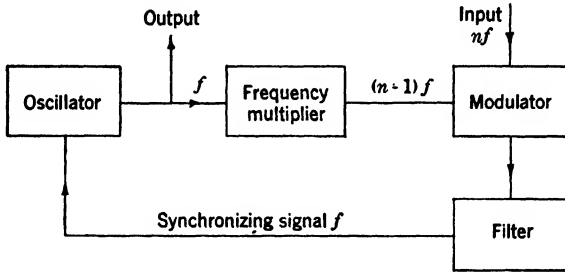 Output
Input
nf
Oscillator
f
Frequency
multiplier
(n - 1) f
Modulator
Synchronizing signal f
Filter